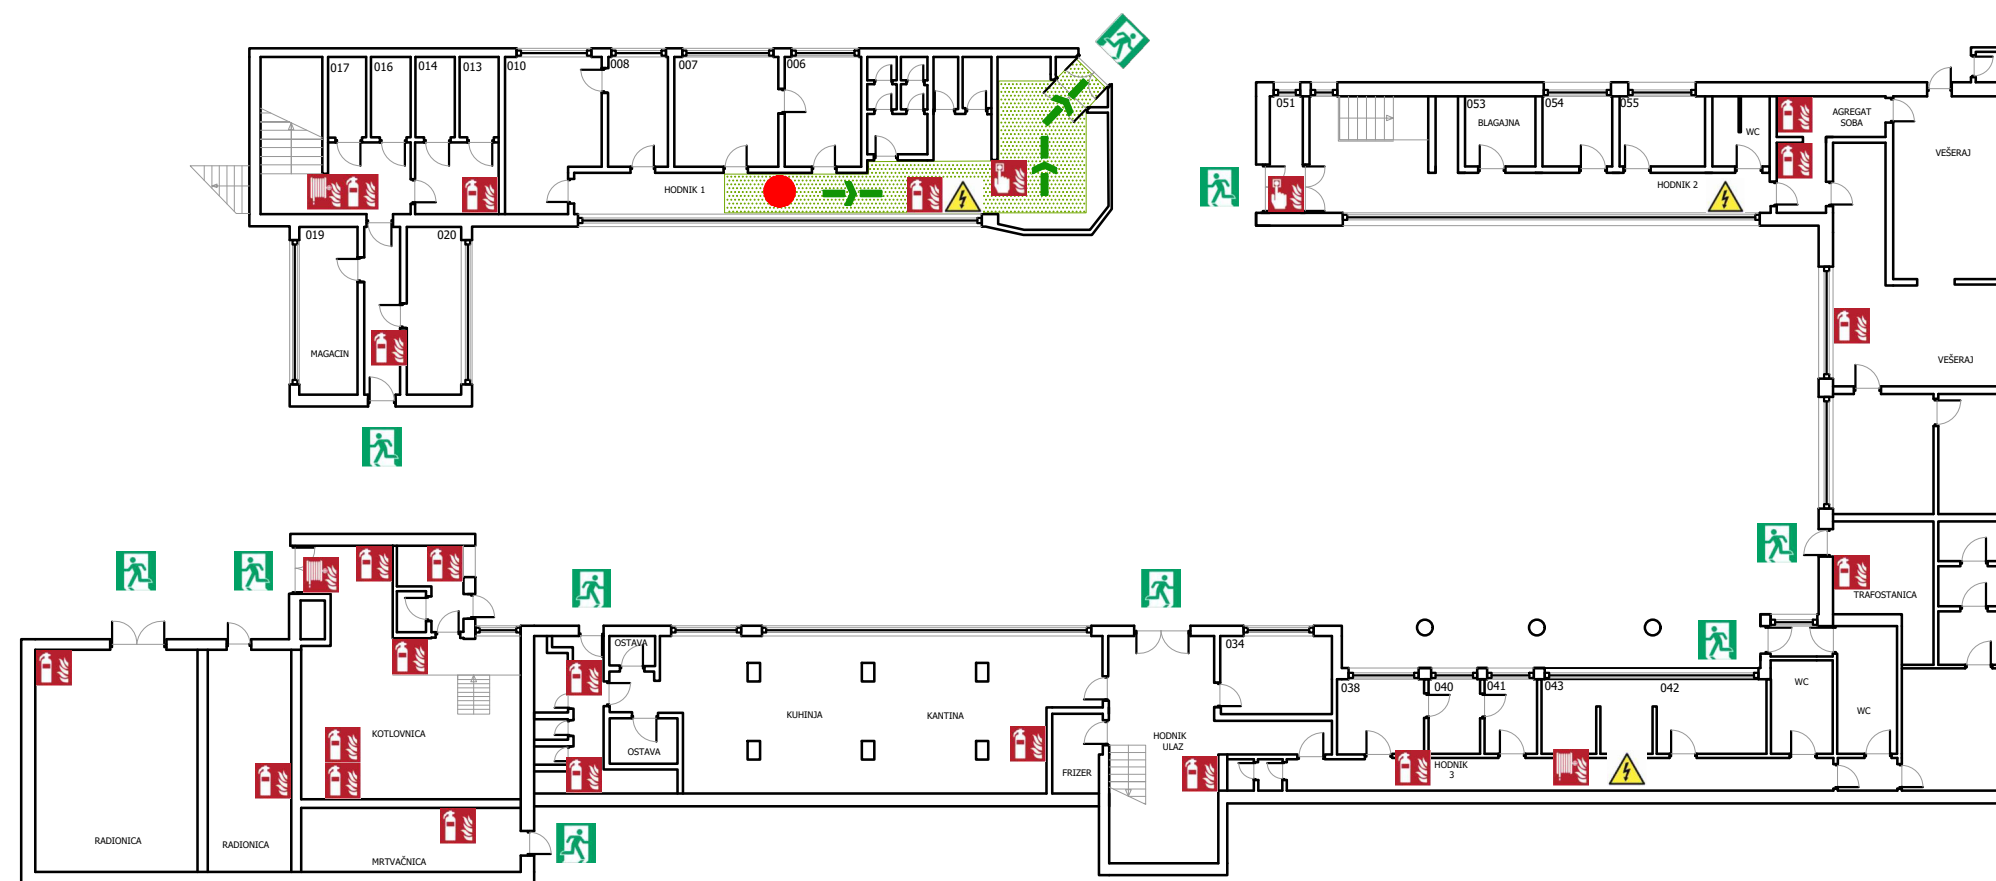 017
016
014
013
010
008
007
006
HODNIK 1
019
020
MAGACIN
051
053
BLAGAJNA
054
055
WC
AGREGAT
SOBA
VEŠERAJ
HODNIK 2
VEŠERAJ
TRAFOSTANICA
OSTAVA
034
038
040
041
043
042
WC
WC
KUHINJA
KANTINA
KOTLOVNICA
OSTAVA
HODNIK
ULAZ
FRIZER
HODNIK
3
RADIONICA
RADIONICA
MRTVAČNICA